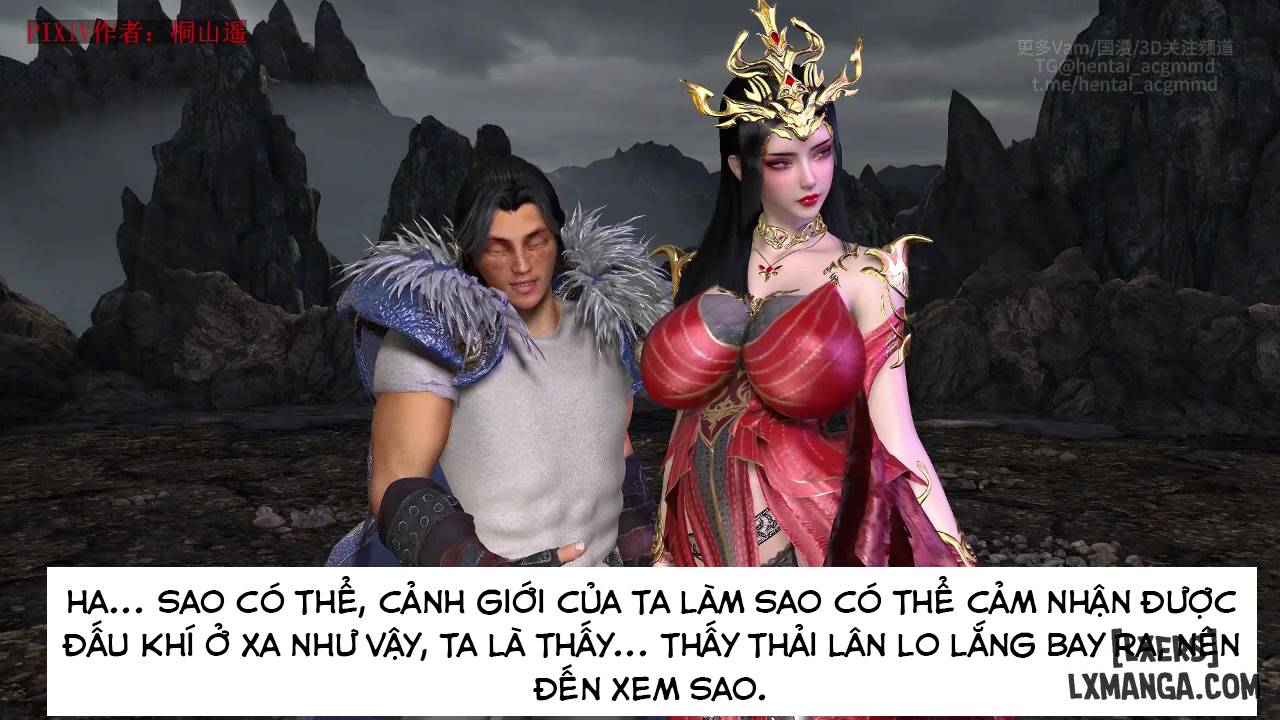 PIXIV作者：桐山遥
更多Vam/国漫/3D关注频道
TG@hentai_acgmmd
t.me/hentai_acgmmd
HA... SAO CÓ THỂ, CẢNH GIỚI CỦA TA LÀM SAO CÓ THỂ CẢM NHẬN ĐƯỢC
ĐẤU KHÍ Ở XA NHƯ VẬY, TA LÀ THẤY... THẤY THẢI LÂN LO LẮNG BAY RA, NÊN
ĐẾN XEM SAO.
[LXERS]
LXMANGA.COM